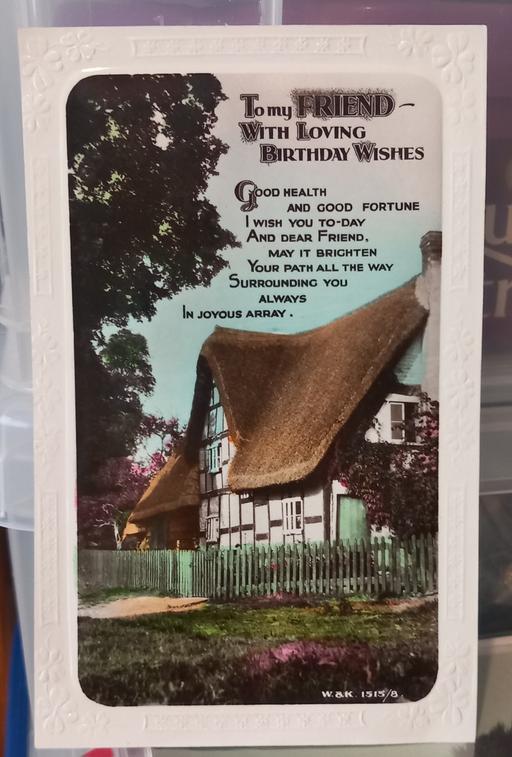 To my FRIEND –
WITH LOVING
BIRTHDAY WISHES
GOOD HEALTH
AND GOOD FORTUNE
I WISH YOU TO-DAY
AND DEAR FRIEND,
MAY IT BRIGHTEN
YOUR PATH ALL THE WAY
SURROUNDING YOU
ALWAYS
IN JOYOUS ARRAY.
W.&K. 1515/8.